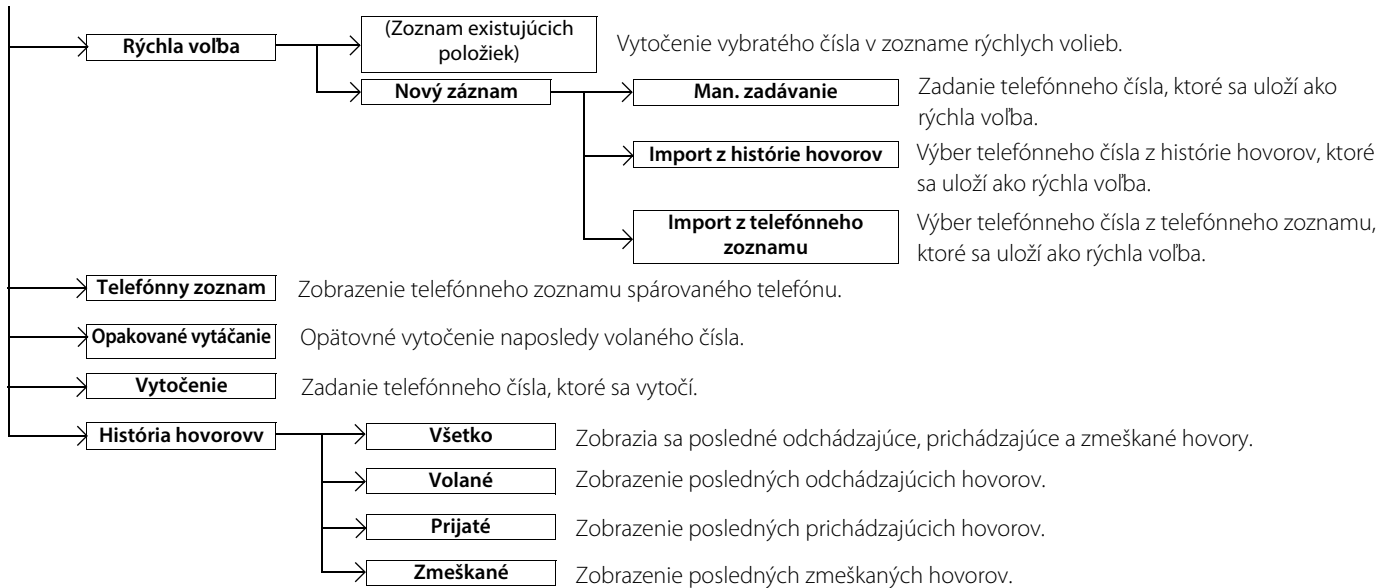 Rýchla voľba
(Zoznam existujúcich
položiek)
Vytočenie vybratého čísla v zozname rýchlych volieb.
Nový záznam
Man. zadávanie
Zadanie telefónneho čísla, ktoré sa uloží ako
rýchla voľba.
Import z histórie hovorov
Výber telefónneho čísla z histórie hovorov, ktoré
sa uloží ako rýchla voľba.
Import z telefónneho
zoznamu
Výber telefónneho čísla z telefónneho zoznamu,
ktoré sa uloží ako rýchla voľba.
Telefónny zoznam
Zobrazenie telefónneho zoznamu spárovaného telefónu.
Opakované vytáčanie
Opätovné vytočenie naposledy volaného čísla.
Vytočenie
Zadanie telefónneho čísla, ktoré sa vytočí.
História hovorovv
Všetko
Zobrazia sa posledné odchádzajúce, prichádzajúce a zmeškané hovory.
Volané
Zobrazenie posledných odchádzajúcich hovorov.
Prijaté
Zobrazenie posledných prichádzajúcich hovorov.
Zmeškané
Zobrazenie posledných zmeškaných hovorov.